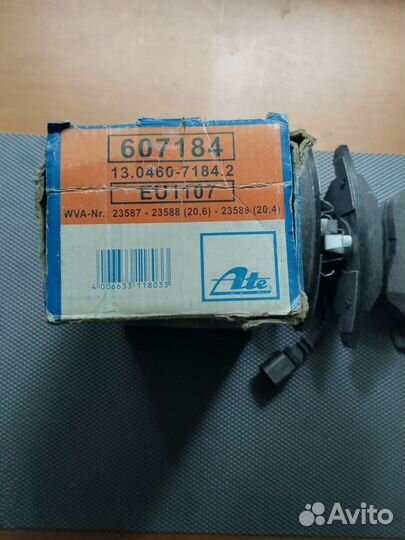 607184
13.0460-7184.2
EU1107
WVA-Nr.: 23587 - 23588 (20,6) - 23589 (20,4)
4 006633 118033
Ate
Avito